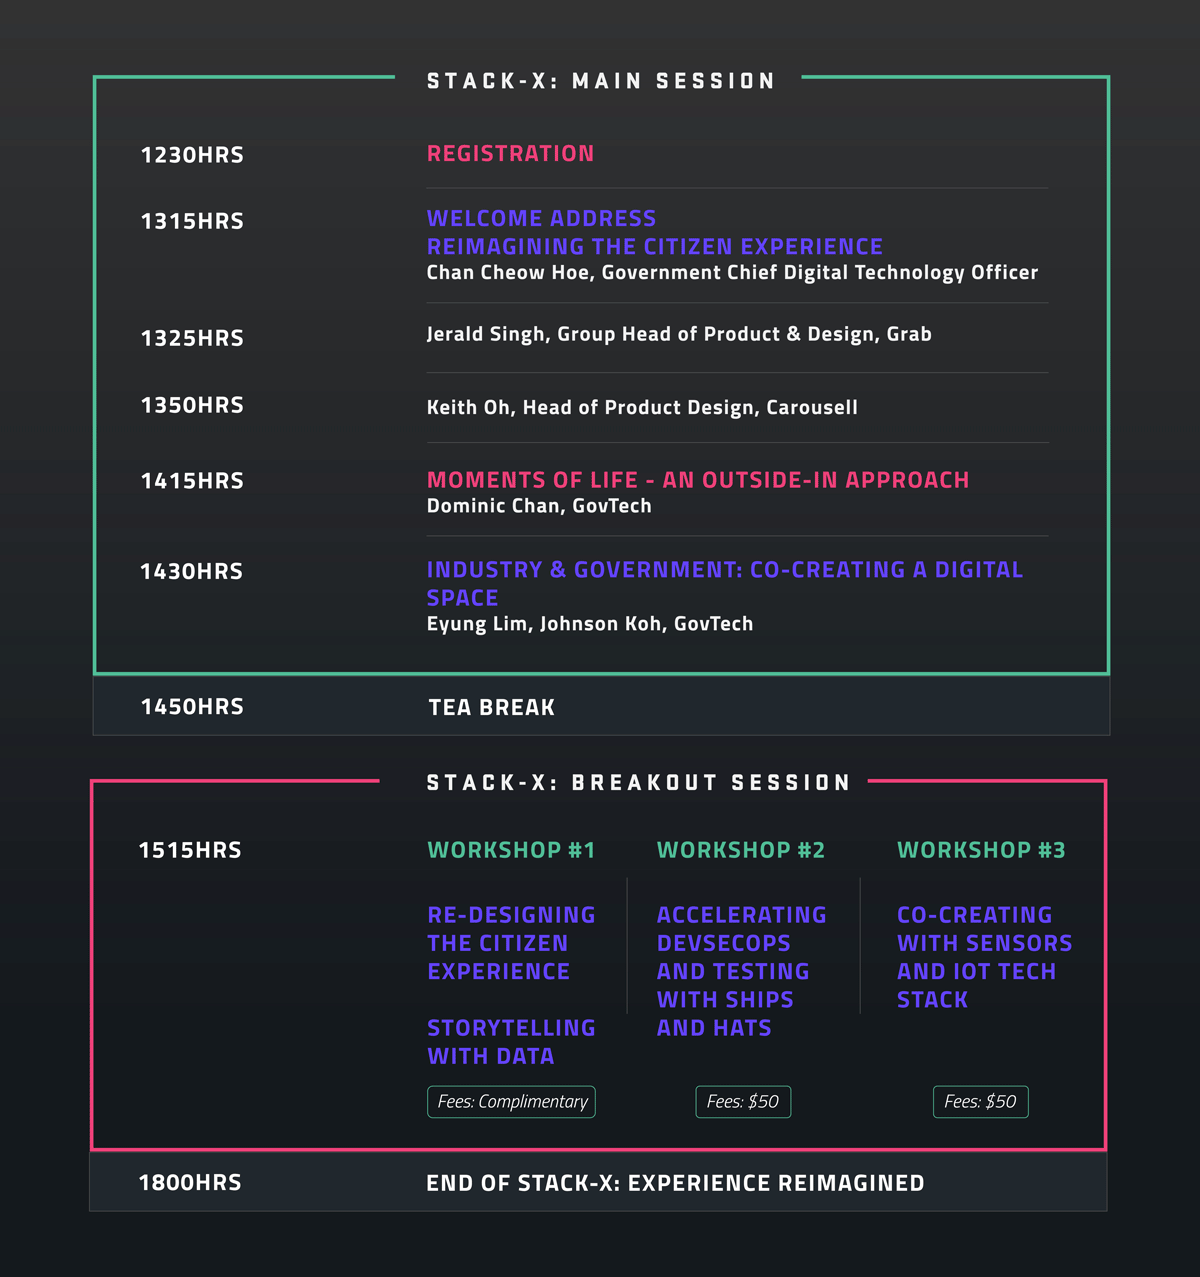 STACK-X: MAIN SESSION
1230HRS
REGISTRATION
1315HRS
WELCOME ADDRESS
REIMAGINING THE CITIZEN EXPERIENCE
Chan Cheow Hoe, Government Chief Digital Technology Officer
1325HRS
Jerald Singh, Group Head of Product & Design, Grab
1350HRS
Keith Oh, Head of Product Design, Carousell
1415HRS
MOMENTS OF LIFE - AN OUTSIDE-IN APPROACH
Dominic Chan, GovTech
1430HRS
INDUSTRY & GOVERNMENT: CO-CREATING A DIGITAL
SPACE
Eyung Lim, Johnson Koh, GovTech
1450HRS
TEA BREAK
STACK-X: BREAKOUT SESSION
1515HRS
WORKSHOP #1
RE-DESIGNING
THE CITIZEN
EXPERIENCE
STORYTELLING
WITH DATA
Fees: Complimentary
WORKSHOP #2
ACCELERATING
DEVSECOPS
AND TESTING
WITH SHIPS
AND HATS
Fees: $50
WORKSHOP #3
CO-CREATING
WITH SENSORS
AND IOT TECH
STACK
Fees: $50
1800HRS
END OF STACK-X: EXPERIENCE REIMAGINED